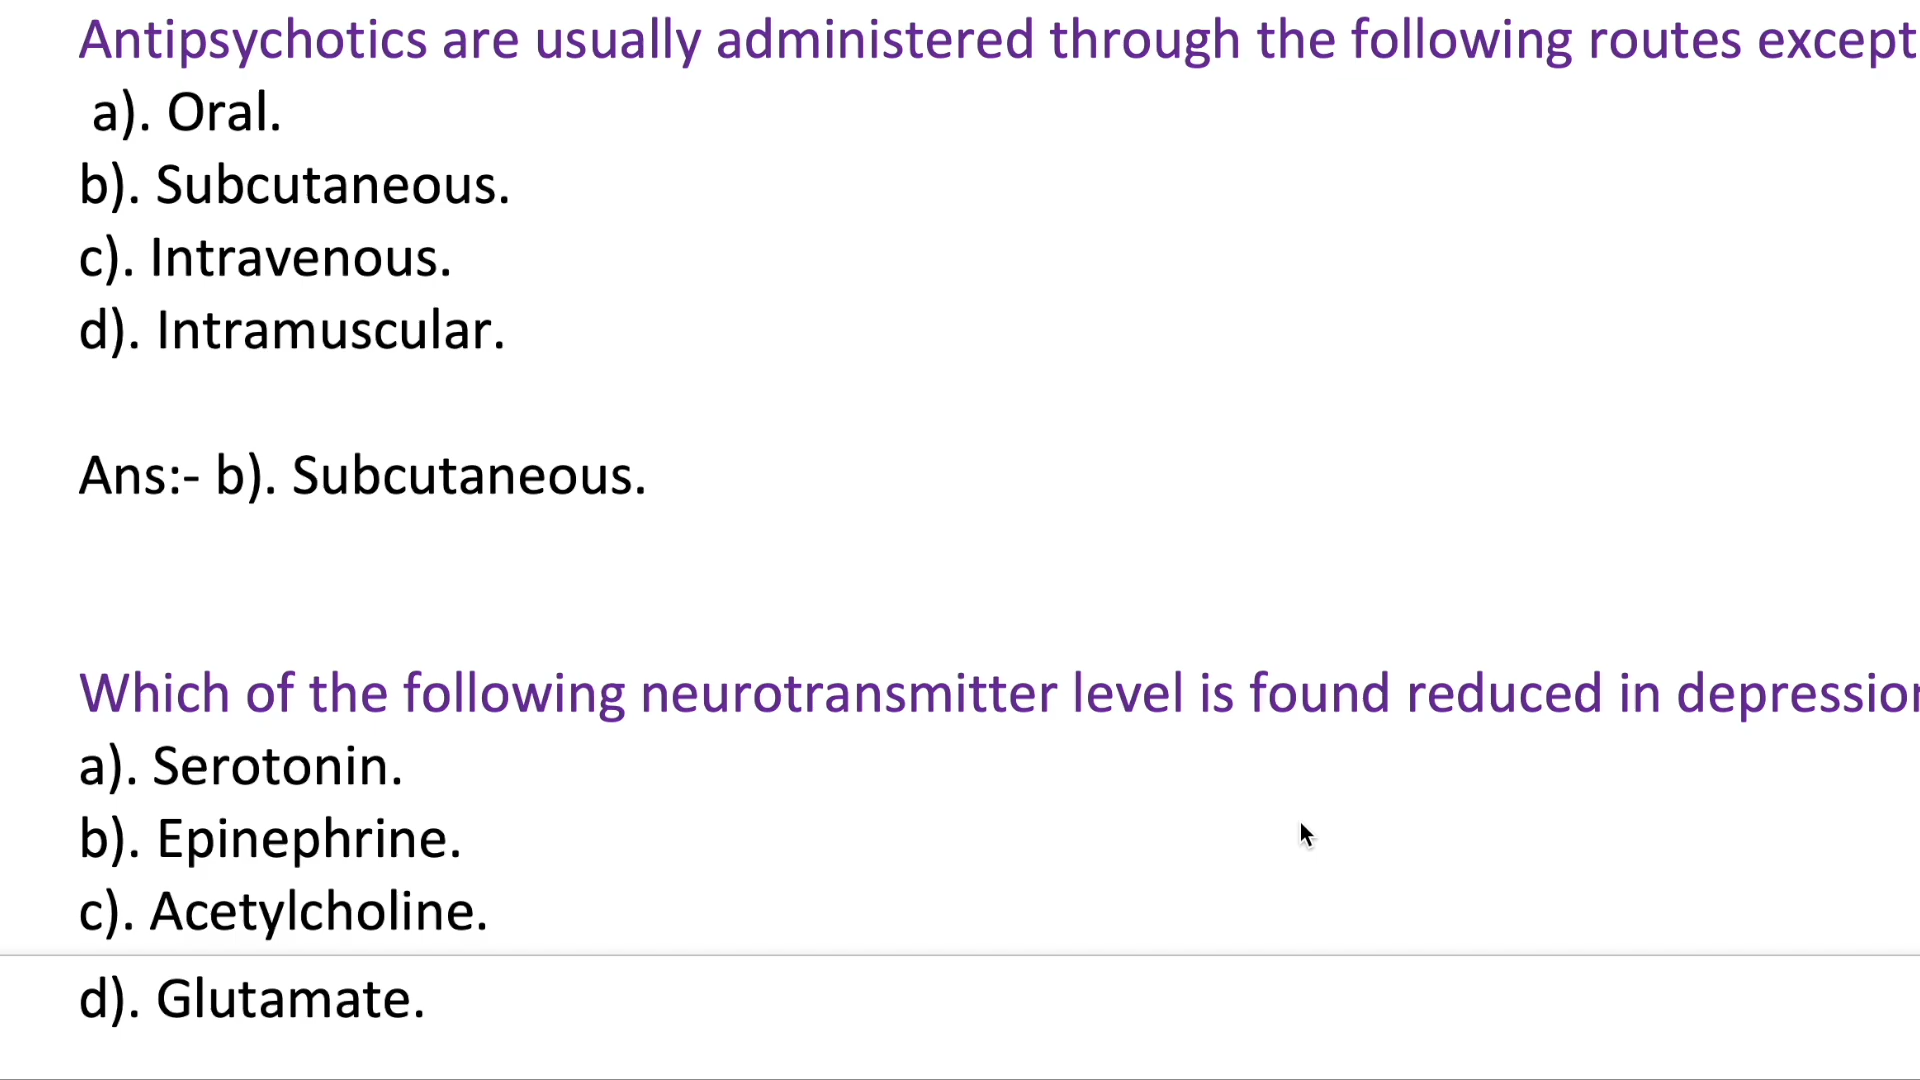 Antipsychotics are usually administered through the following routes except
a). Oral.
b). Subcutaneous.
c). Intravenous.
d). Intramuscular.
Ans:- b). Subcutaneous.
Which of the following neurotransmitter level is found reduced in depression
a). Serotonin.
b). Epinephrine.
c). Acetylcholine.
d). Glutamate.